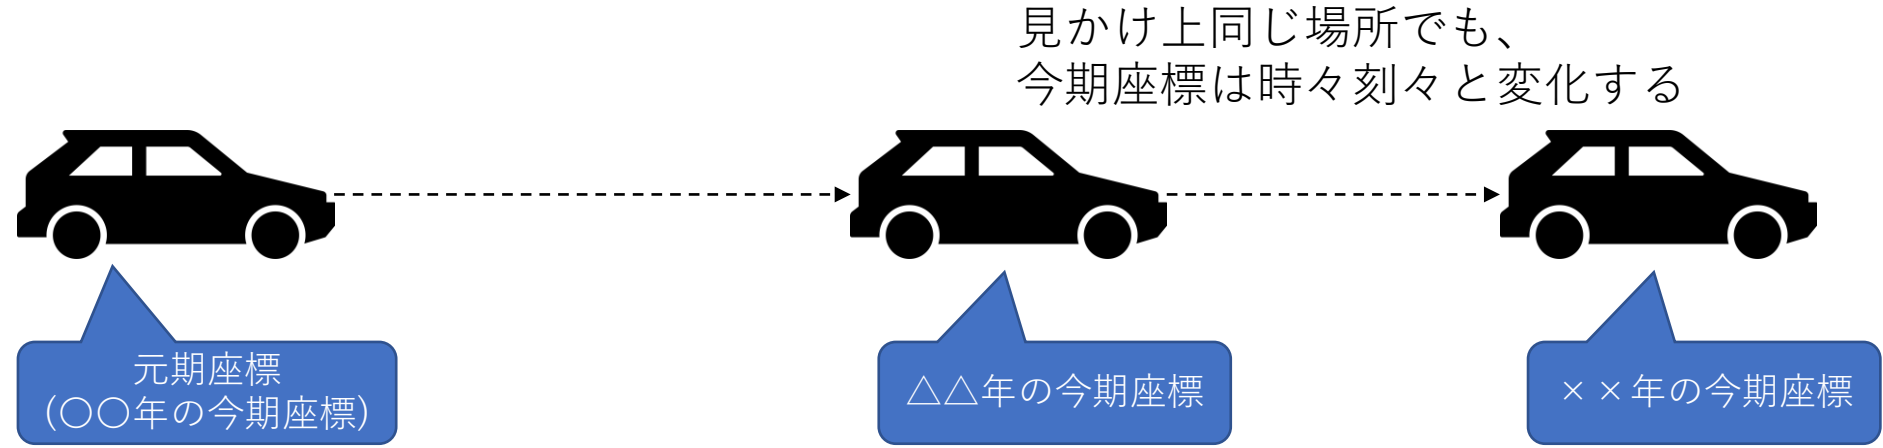 見かけ上同じ場所でも、
今期座標は時々刻々と変化する
元期座標
(〇〇年の今期座標)
△△年の今期座標
××年の今期座標